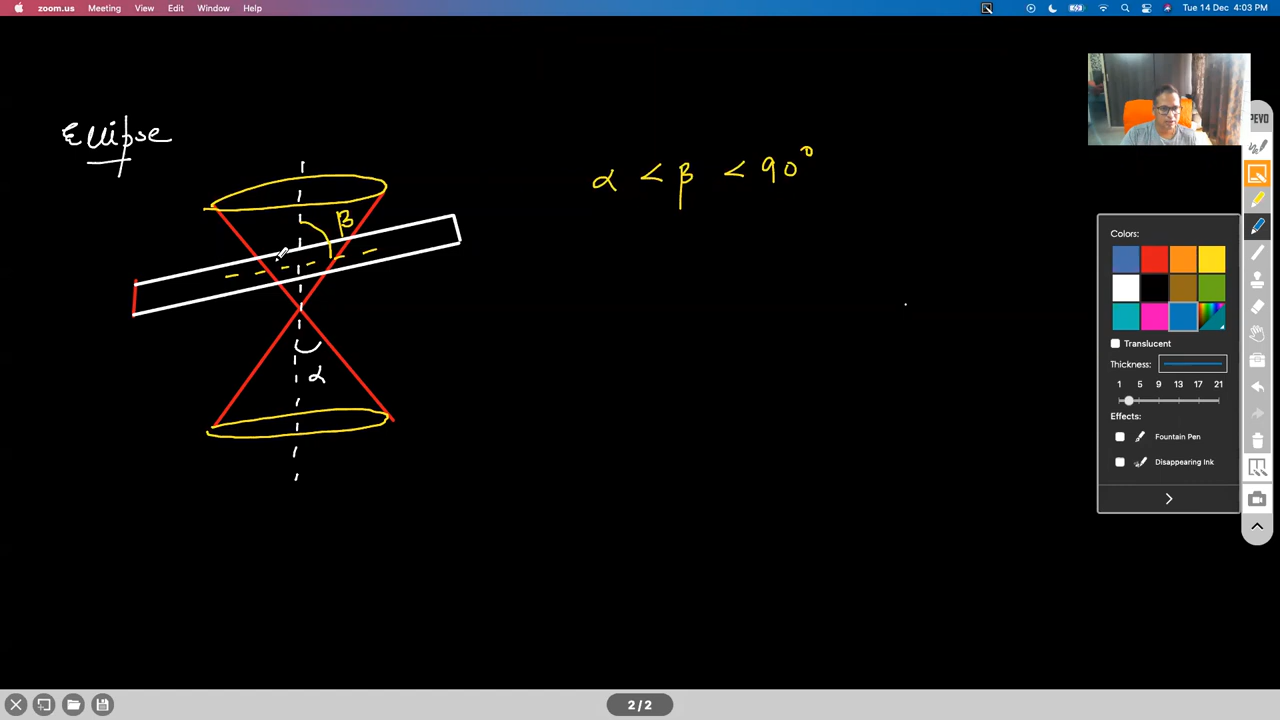 zoom.us Meeting View Edit Window Help Tue 14 Dec 4:03 PM
Ellipse
α < β < 90°
β
α
PEVO
Colors:
Translucent
Thickness:
1 5 9 13 17 21
Effects:
Fountain Pen
Disappearing Ink
2 / 2